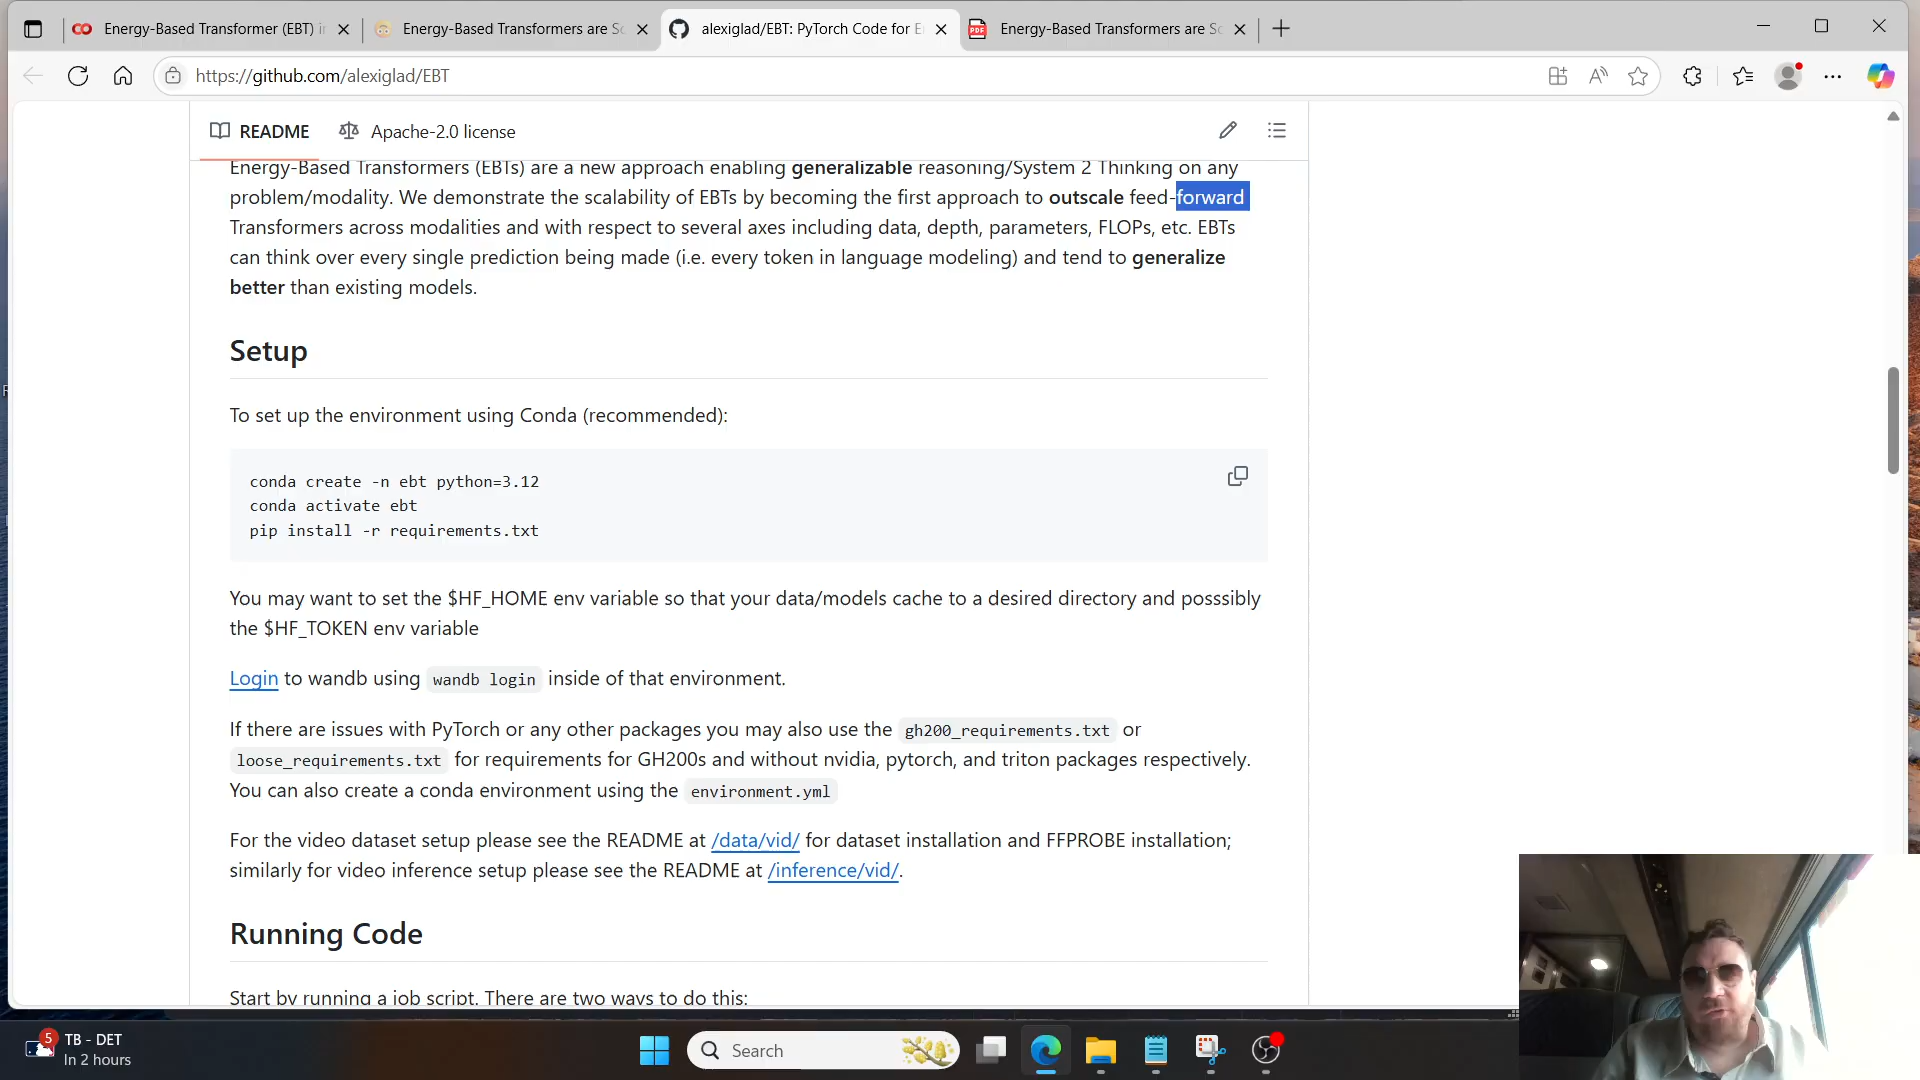 Energy-Based Transformer (EBT) i
Energy-Based Transformers are Sc
alexiglad/EBT: PyTorch Code for E
Energy-Based Transformers are Sc
https://github.com/alexiglad/EBT
README
Apache-2.0 license
Energy-Based Transformers (EBTs) are a new approach enabling generalizable reasoning/System 2 Thinking on any
problem/modality. We demonstrate the scalability of EBTs by becoming the first approach to outscale feed-forward
Transformers across modalities and with respect to several axes including data, depth, parameters, FLOPs, etc. EBTs
can think over every single prediction being made (i.e. every token in language modeling) and tend to generalize
better than existing models.
Setup
To set up the environment using Conda (recommended):
conda create -n ebt python=3.12
conda activate ebt
pip install -r requirements.txt
You may want to set the $HF_HOME env variable so that your data/models cache to a desired directory and posssibly
the $HF_TOKEN env variable
Login to wandb using wandb login inside of that environment.
If there are issues with PyTorch or any other packages you may also use the gh200_requirements.txt or
loose_requirements.txt for requirements for GH200s and without nvidia, pytorch, and triton packages respectively.
You can also create a conda environment using the environment.yml
For the video dataset setup please see the README at /data/vid/ for dataset installation and FFPROBE installation;
similarly for video inference setup please see the README at /inference/vid/.
Running Code
Start by running a job script. There are two ways to do this:
5
TB - DET
In 2 hours
Search